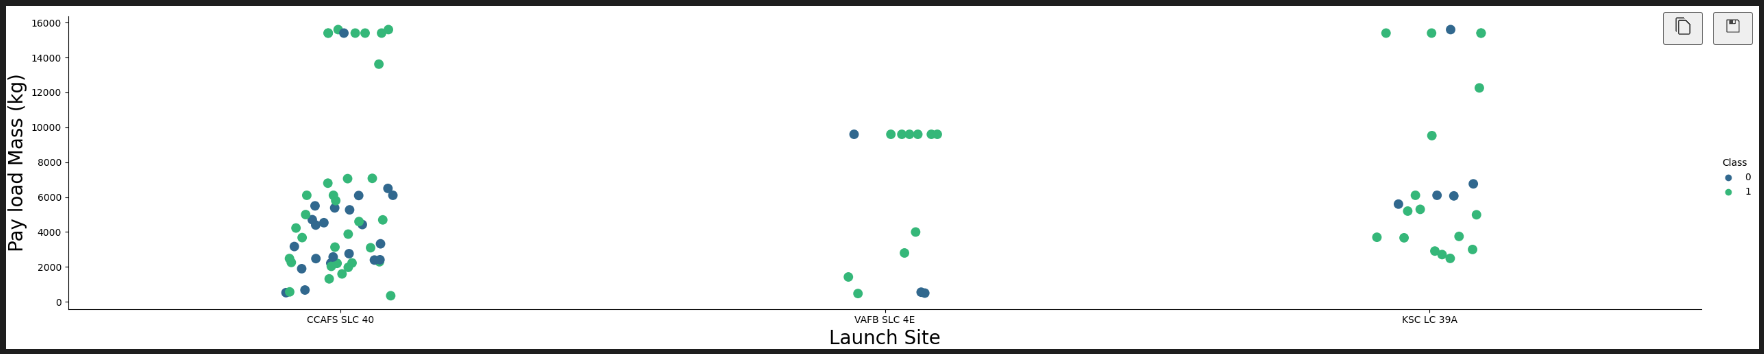 16000
14000
12000
10000
8000
6000
4000
2000
0
Pay load Mass (kg)
CCAFS SLC 40
VAFB SLC 4E
KSC LC 39A
Launch Site
Class
0
1